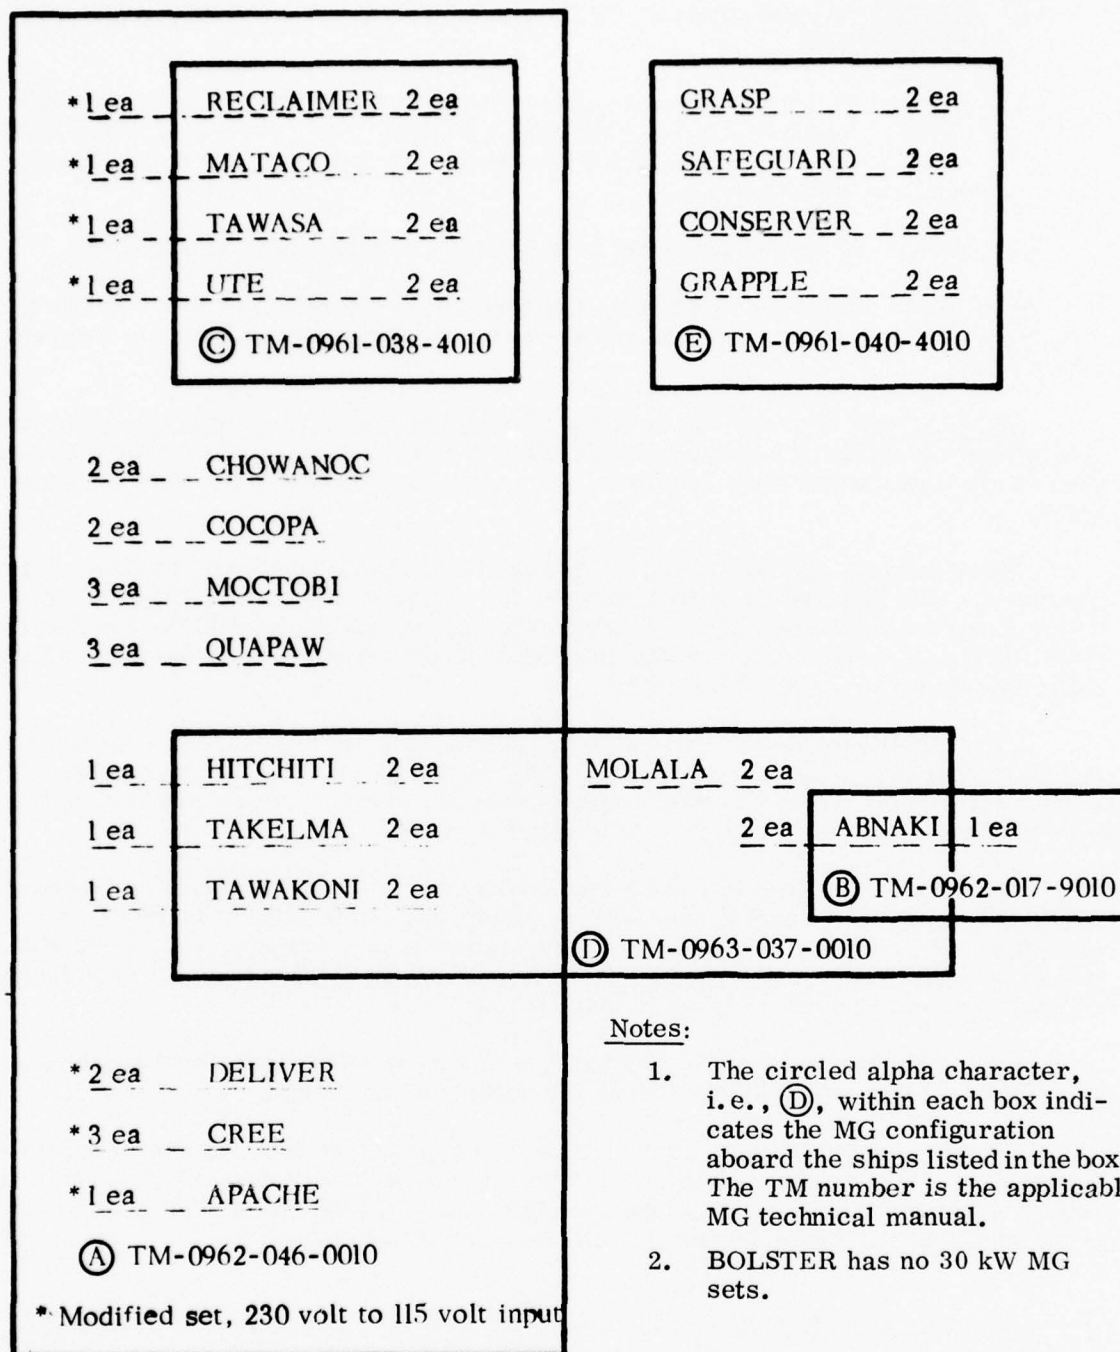 *1 ea RECLAIMER 2 ea
*1 ea MATACO 2 ea
*1 ea TAWASA 2 ea
*1 ea UTE 2 ea
Ⓒ TM-0961-038-4010
GRASP 2 ea
SAFEGUARD 2 ea
CONSERVER 2 ea
GRAPPLE 2 ea
Ⓔ TM-0961-040-4010
2 ea CHOWANOC
2 ea COCOPA
3 ea MOCTOBI
3 ea QUAPAW
1 ea HITCHITI 2 ea
1 ea TAKELMA 2 ea
1 ea TAWAKONI 2 ea
MOLALA 2 ea
2 ea ABNAKI 1 ea
Ⓑ TM-0962-017-9010
Ⓓ TM-0963-037-0010
*2 ea DELIVER
*3 ea CREE
*1 ea APACHE
Ⓐ TM-0962-046-0010
* Modified set, 230 volt to 115 volt input
Notes:
1. The circled alpha character,
i.e., Ⓓ, within each box indi-
cates the MG configuration
aboard the ships listed in the box
The TM number is the applicabl
MG technical manual.
2. BOLSTER has no 30 kW MG
sets.